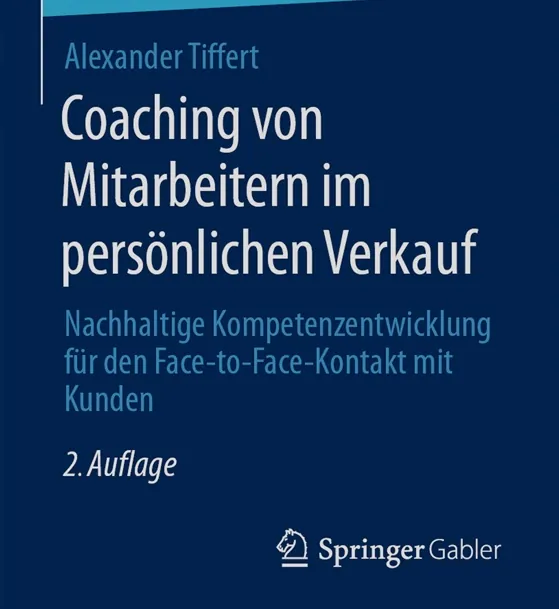 Alexander Tiffert
Coaching von
Mitarbeitern im
persönlichen Verkauf
Nachhaltige Kompetenzentwicklung
für den Face-to-Face-Kontakt mit
Kunden
2. Auflage
Springer Gabler